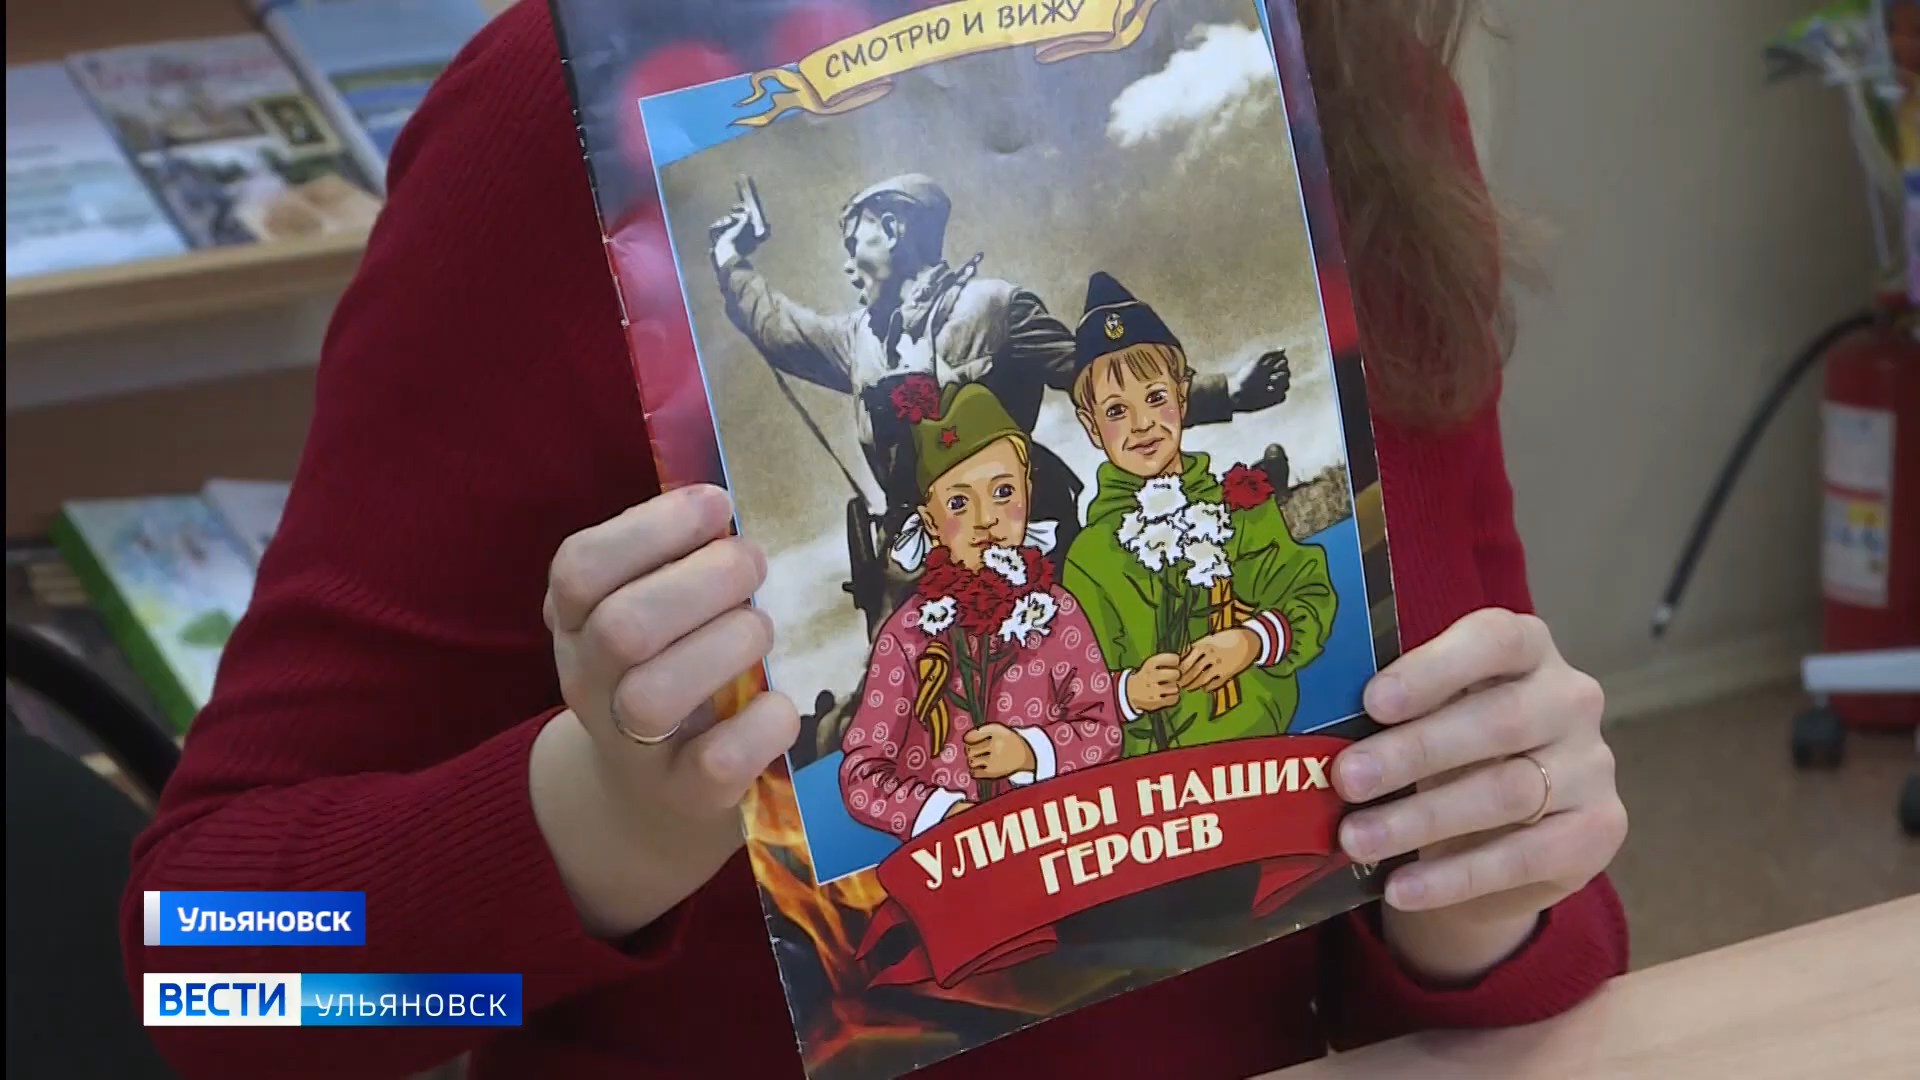 СМОТРЮ И ВИЖУ
УЛИЦЫ НАШИХ
ГЕРОЕВ
Ульяновск
ВЕСТИ УЛЬЯНОВСК